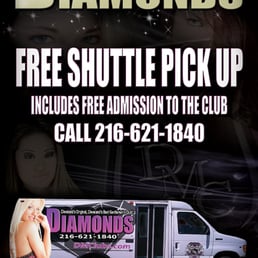 DIAMONDS
FREE SHUTTLE PICK UP
INCLUDES FREE ADMISSION TO THE CLUB
CALL 216-621-1840
DMC
DIAMONDS
216-621-1840